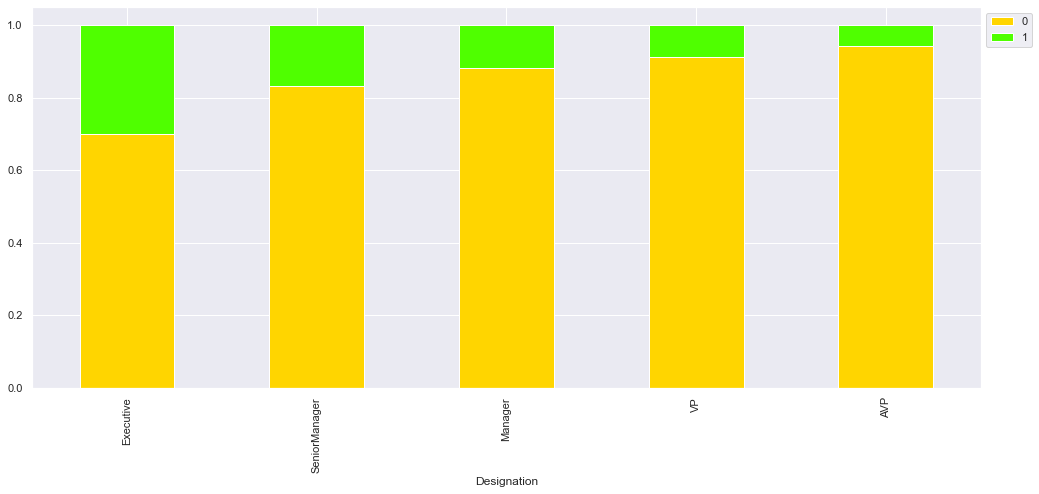 1.0
0.8
0.6
0.4
0.2
0.0
0
1
Executive
SeniorManager
Manager
VP
AVP
Designation